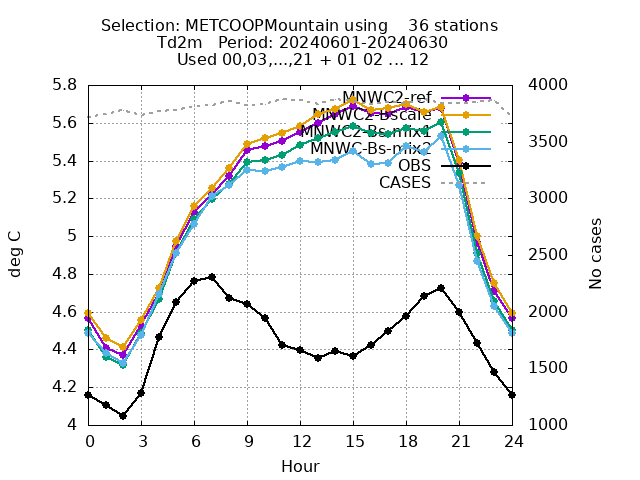 Selection: METCOOPMountain using    36 stations
Td2m   Period: 20240601-20240630
Used 00,03,...,21 + 01 02 ... 12
5.8
5.6
5.4
5.2
5
4.8
4.6
4.4
4.2
4
deg C
4000
3500
3000
2500
2000
1500
1000
No cases
MNWC2-ref
MNWC2-Bscale
MNWC2-Bs-mix1
MNWC-Bs-mix2
OBS
CASES
0 3 6 9 12 15 18 21 24
Hour